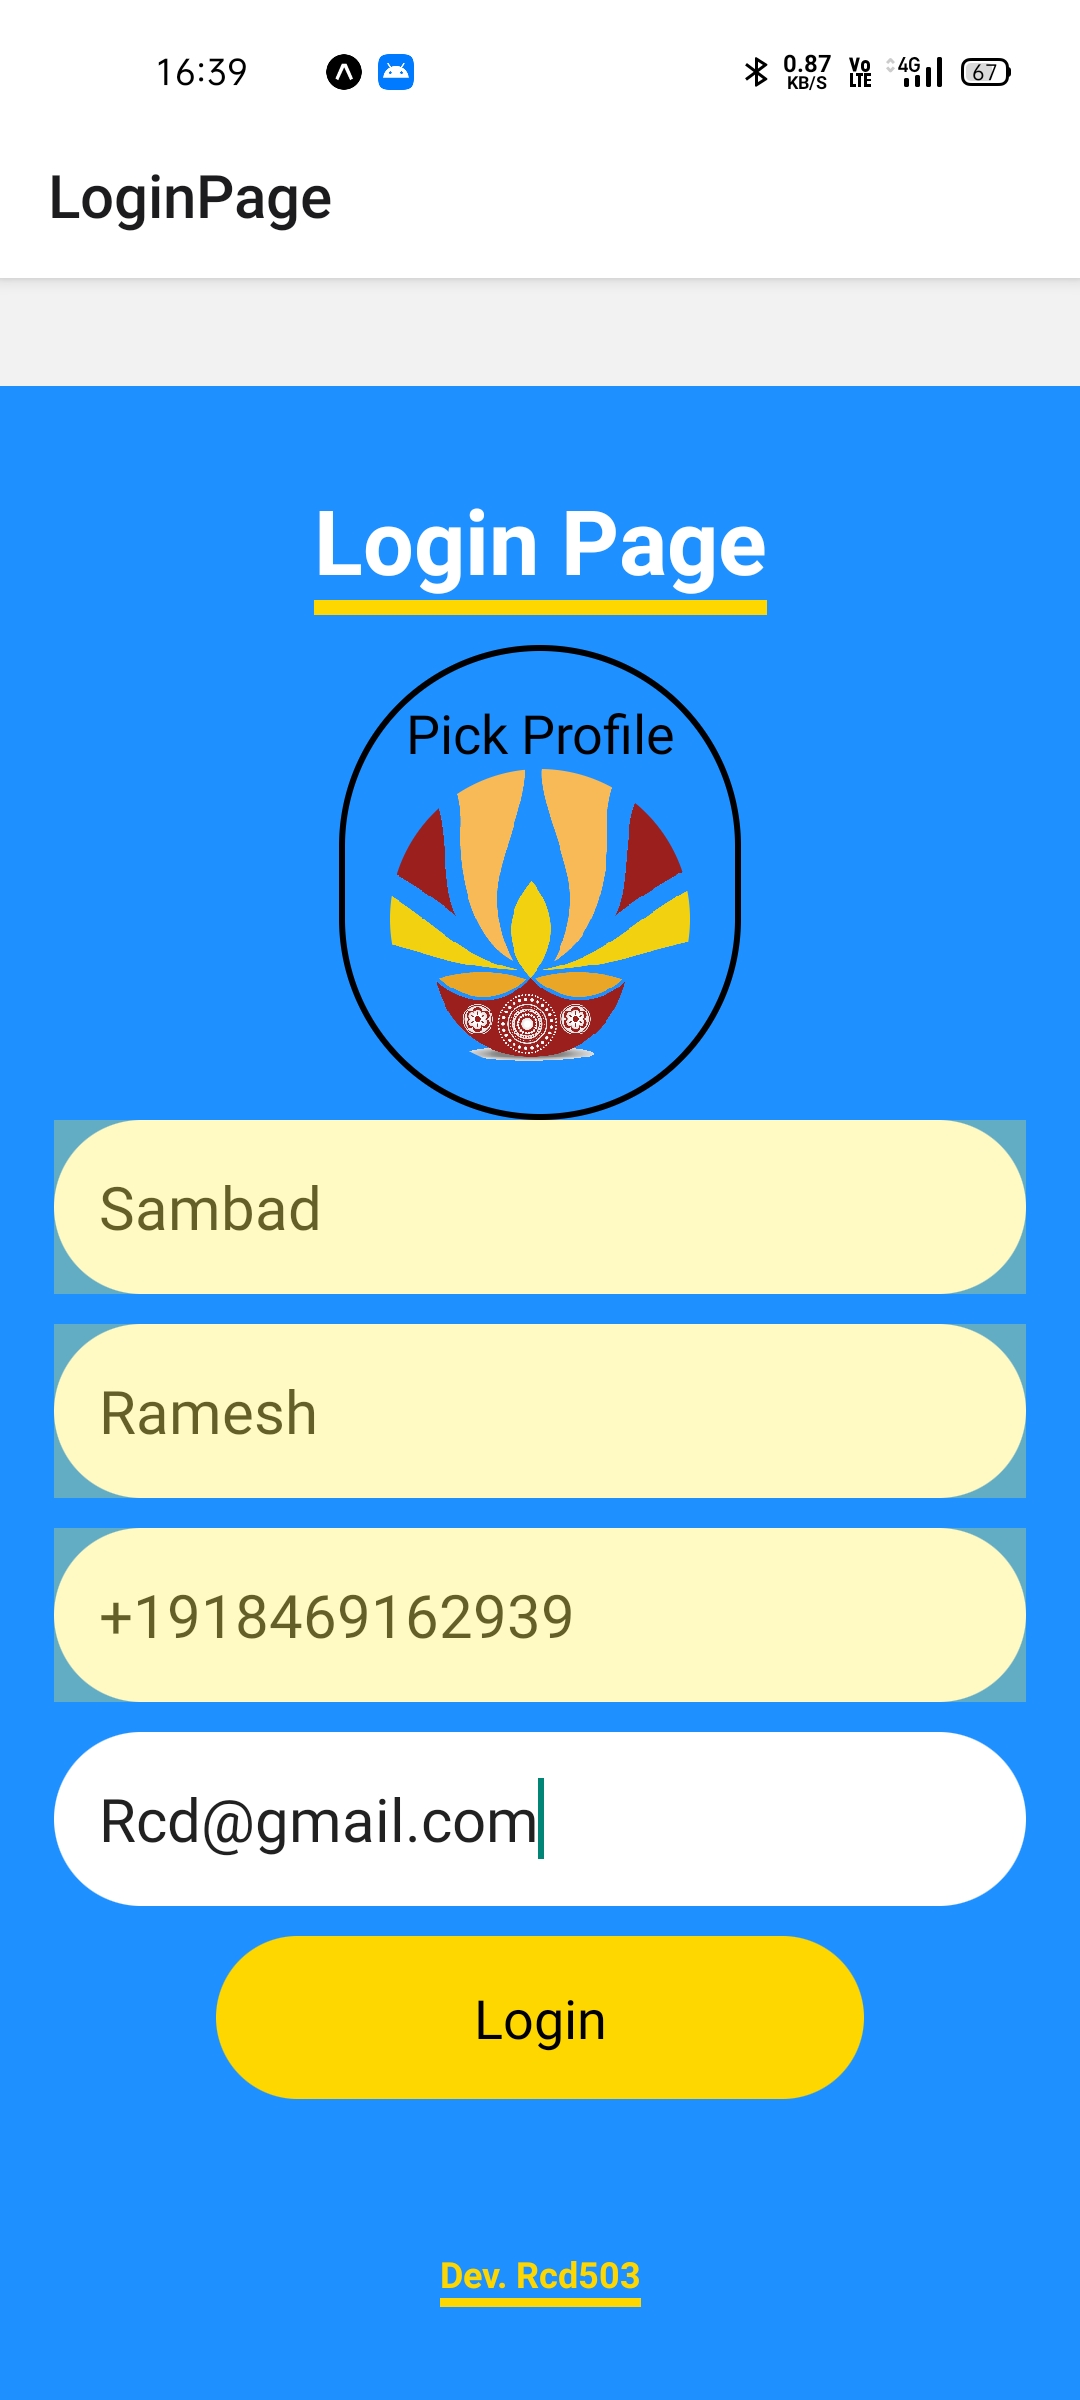 16:39 0.87 KB/S Vo LTE 4G 67
LoginPage
Login Page
Pick Profile
Sambad
Ramesh
+1918469162939
Rcd@gmail.com
Login
Dev. Rcd503